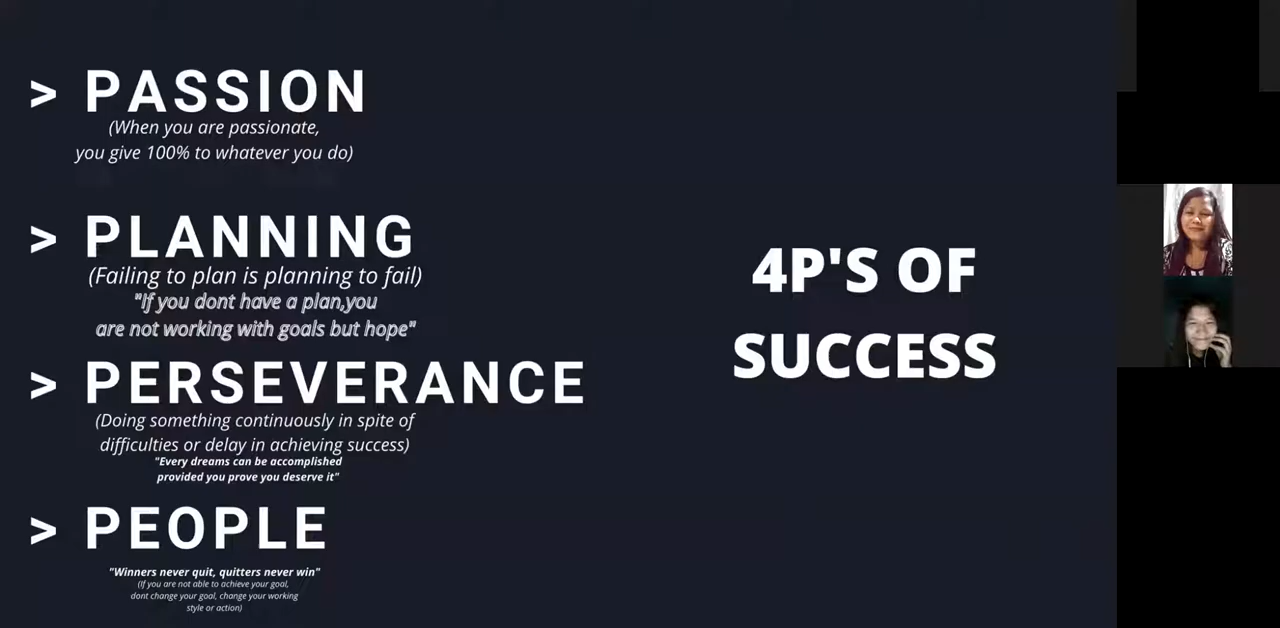 > PASSION
(When you are passionate,
you give 100% to whatever you do)
> PLANNING
(Failing to plan is planning to fail)
"If you dont have a plan,you
are not working with goals but hope"
> PERSEVERANCE
(Doing something continuously in spite of
difficulties or delay in achieving success)
"Every dreams can be accomplished
provided you prove you deserve it"
> PEOPLE
"Winners never quit, quitters never win"
(If you are not able to achieve your goal,
dont change your goal, change your working
style or action)
4P'S OF
SUCCESS